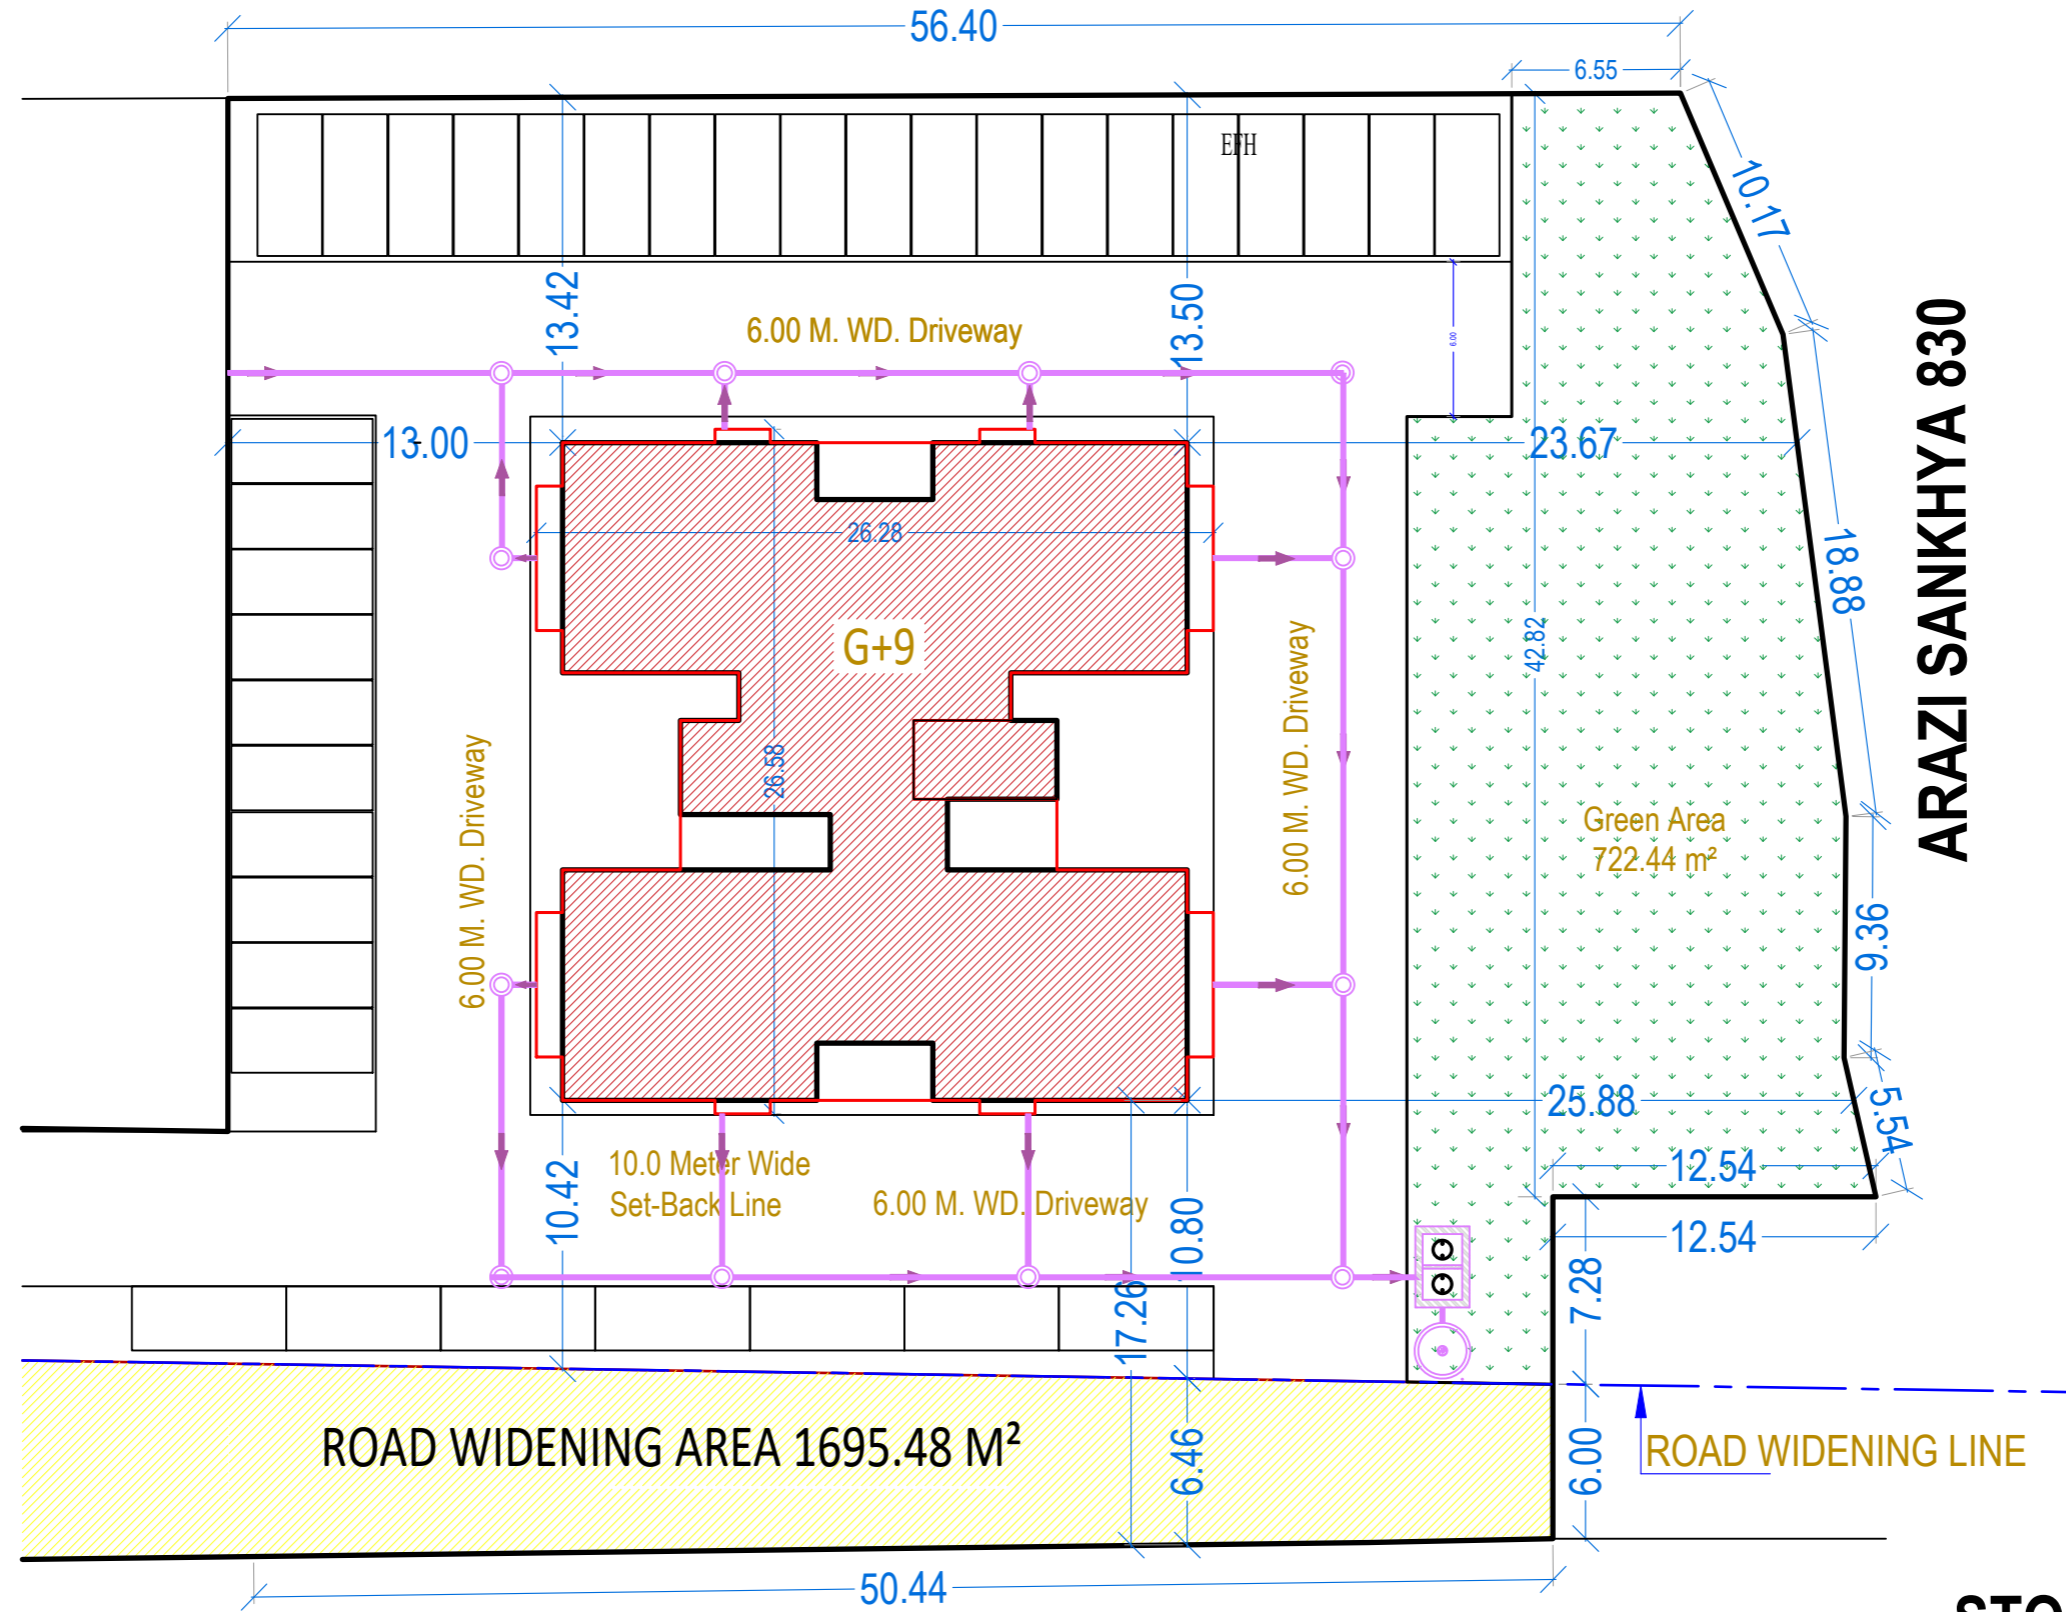 56.40
6.55
10.17
EFH
13.42
13.50
6.00 M. WD. Driveway
6.00
13.00
23.67
ARAZI SANKHYA 830
26.28
18.88
G+9
42.82
6.00 M. WD. Driveway
26.58
6.00 M. WD. Driveway
Green Area
722.44 m²
9.36
25.88
5.54
10.0 Meter Wide
Set-Back Line
10.42
6.00 M. WD. Driveway
10.80
12.54
12.54
17.26
7.28
ROAD WIDENING AREA 1695.48 M²
6.46
6.00
ROAD WIDENING LINE
50.44
STO